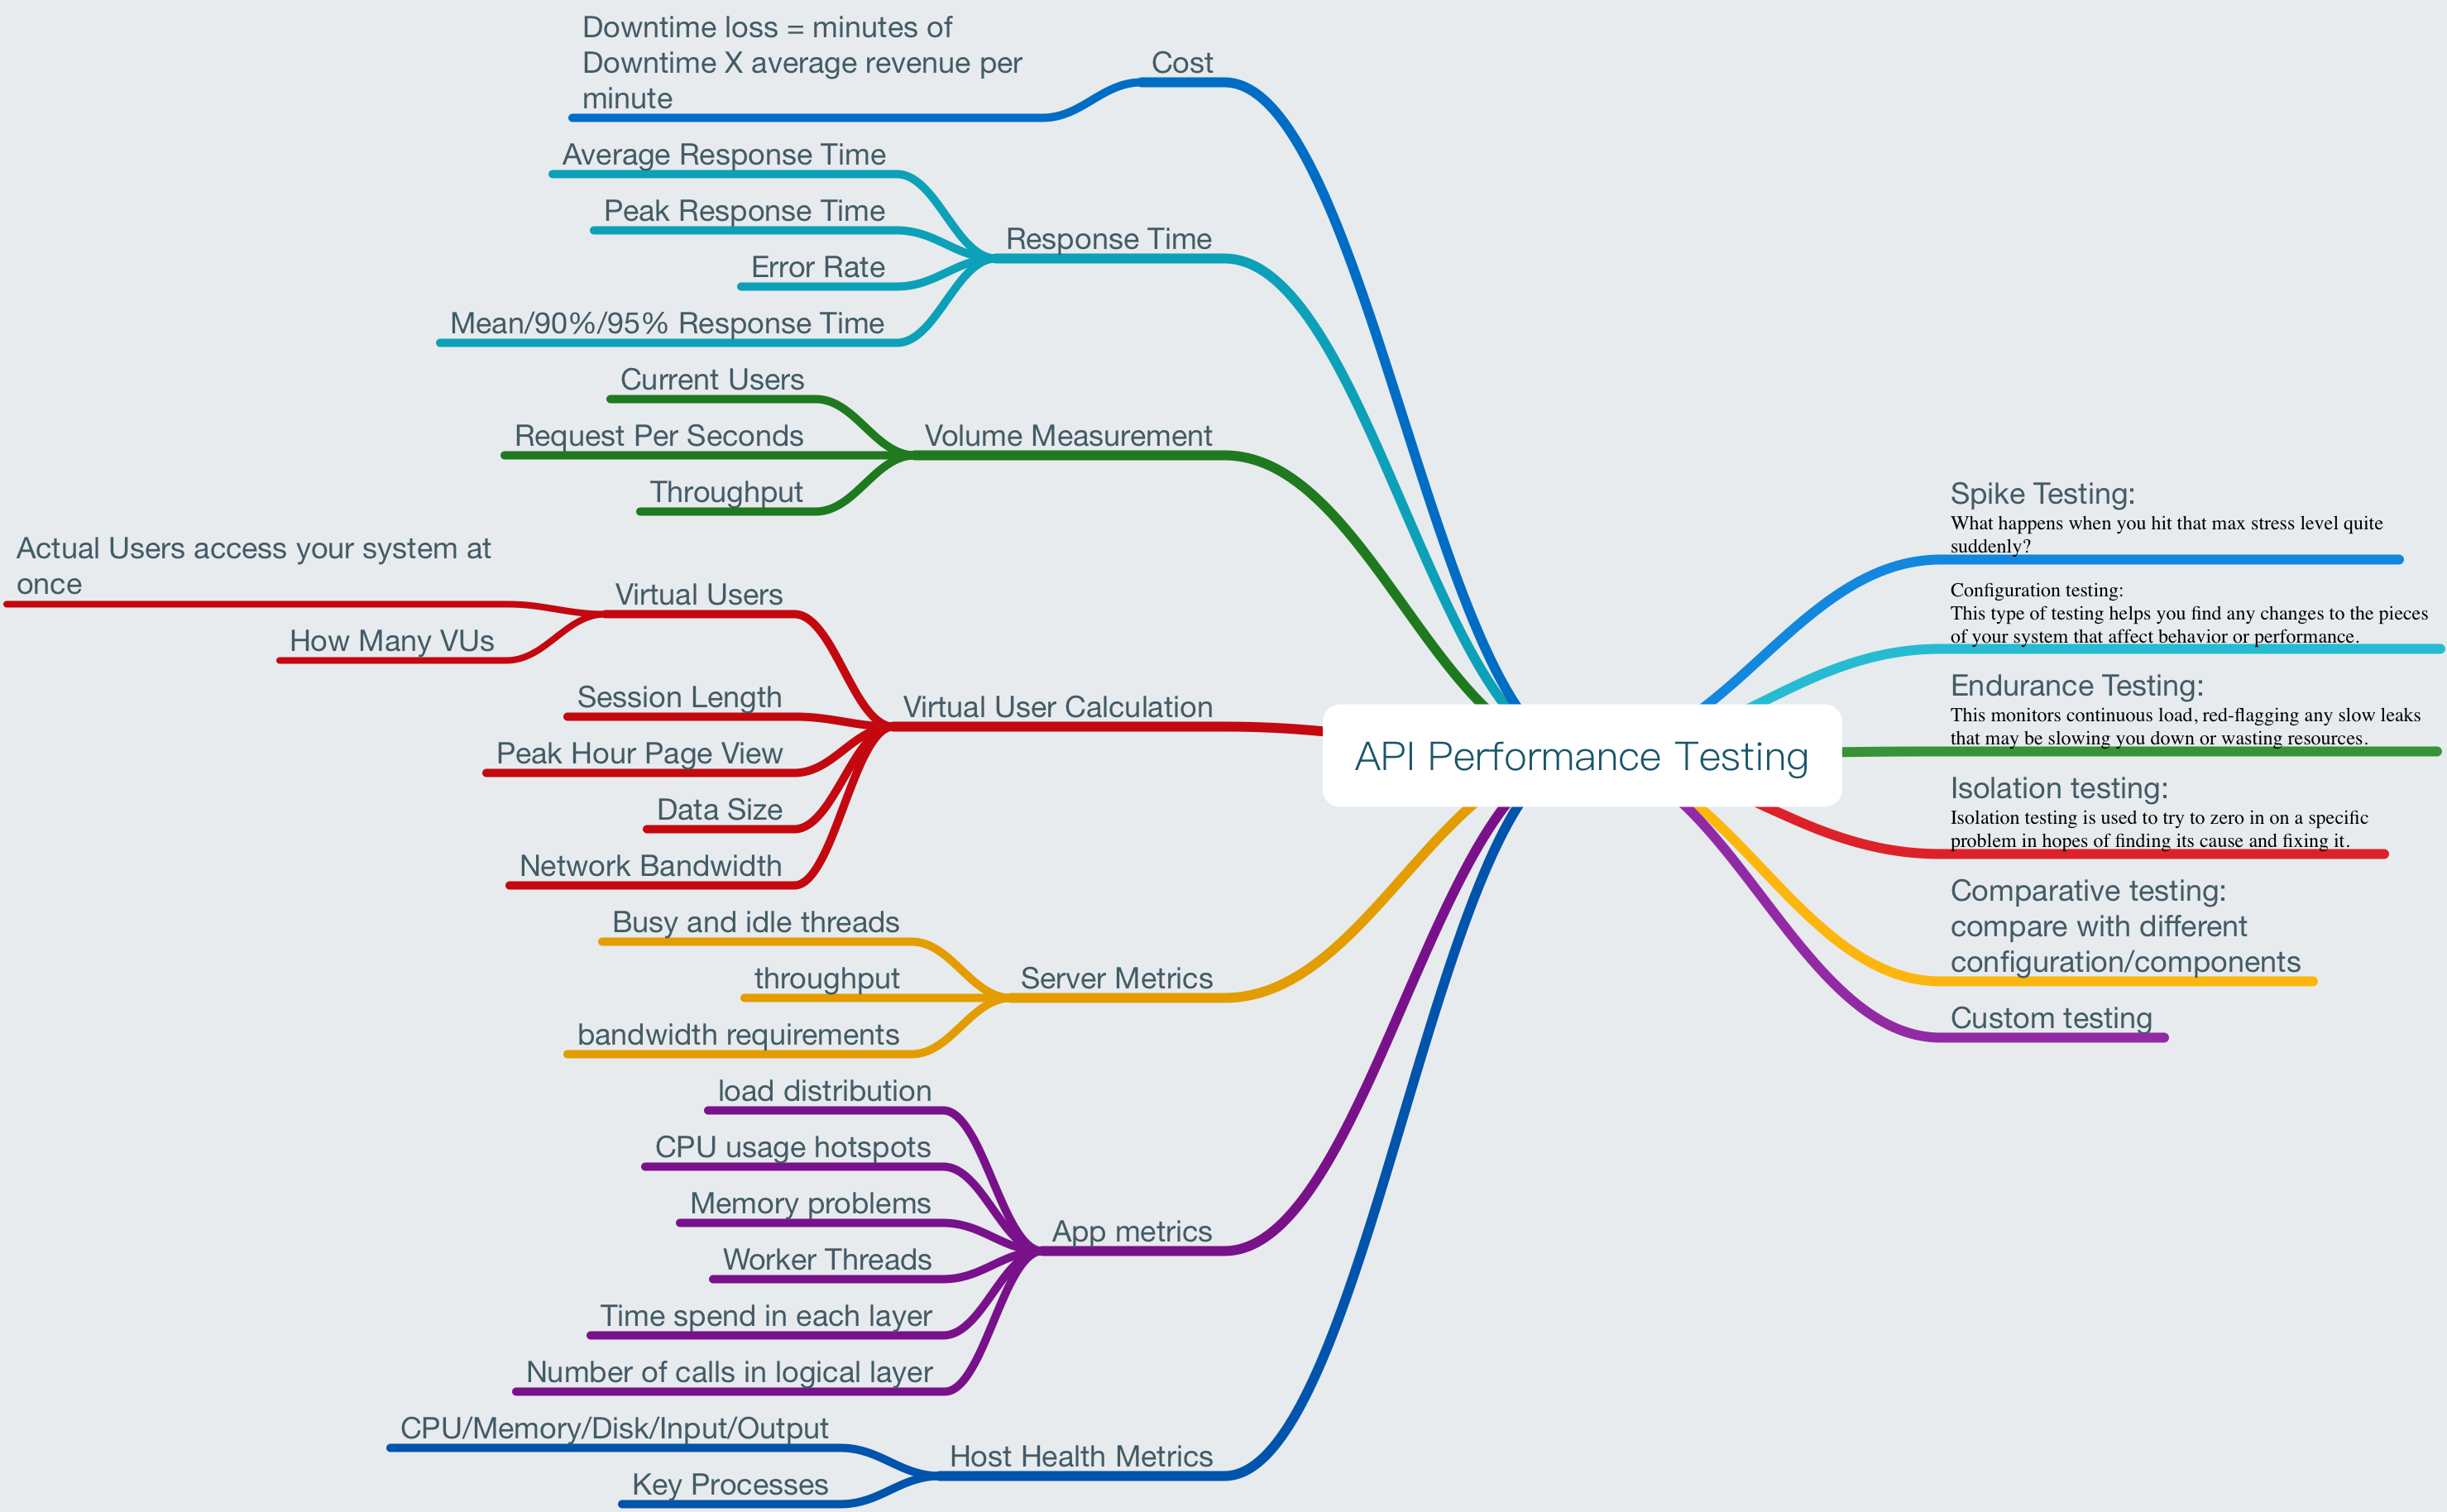 Downtime loss = minutes of
Downtime X average revenue per
minute
Cost
Average Response Time
Peak Response Time
Error Rate
Mean/90%/95% Response Time
Response Time
Current Users
Request Per Seconds
Throughput
Volume Measurement
Actual Users access your system at
once
How Many VUs
Virtual Users
Session Length
Peak Hour Page View
Data Size
Network Bandwidth
Virtual User Calculation
Busy and idle threads
throughput
bandwidth requirements
Server Metrics
load distribution
CPU usage hotspots
Memory problems
Worker Threads
Time spend in each layer
Number of calls in logical layer
App metrics
CPU/Memory/Disk/Input/Output
Key Processes
Host Health Metrics
API Performance Testing
Spike Testing:
What happens when you hit that max stress level quite
suddenly?
Configuration testing:
This type of testing helps you find any changes to the pieces
of your system that affect behavior or performance.
Endurance Testing:
This monitors continuous load, red-flagging any slow leaks
that may be slowing you down or wasting resources.
Isolation testing:
Isolation testing is used to try to zero in on a specific
problem in hopes of finding its cause and fixing it.
Comparative testing:
compare with different
configuration/components
Custom testing